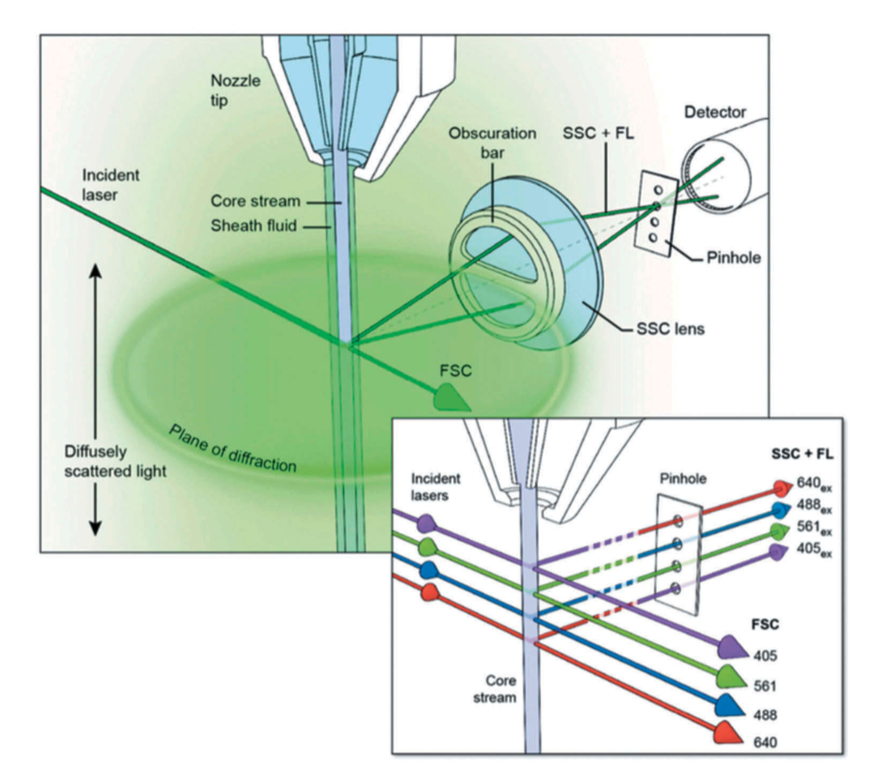 Nozzle
tip
Incident
laser
Core stream
Sheath fluid
Obscuration
bar
SSC + FL
Detector
Pinhole
SSC lens
FSC
Plane of diffraction
Diffusely
scattered light
SSC + FL
Incident
lasers
Pinhole
640ex
488ex
561ex
405ex
FSC
405
561
488
640
Core
stream